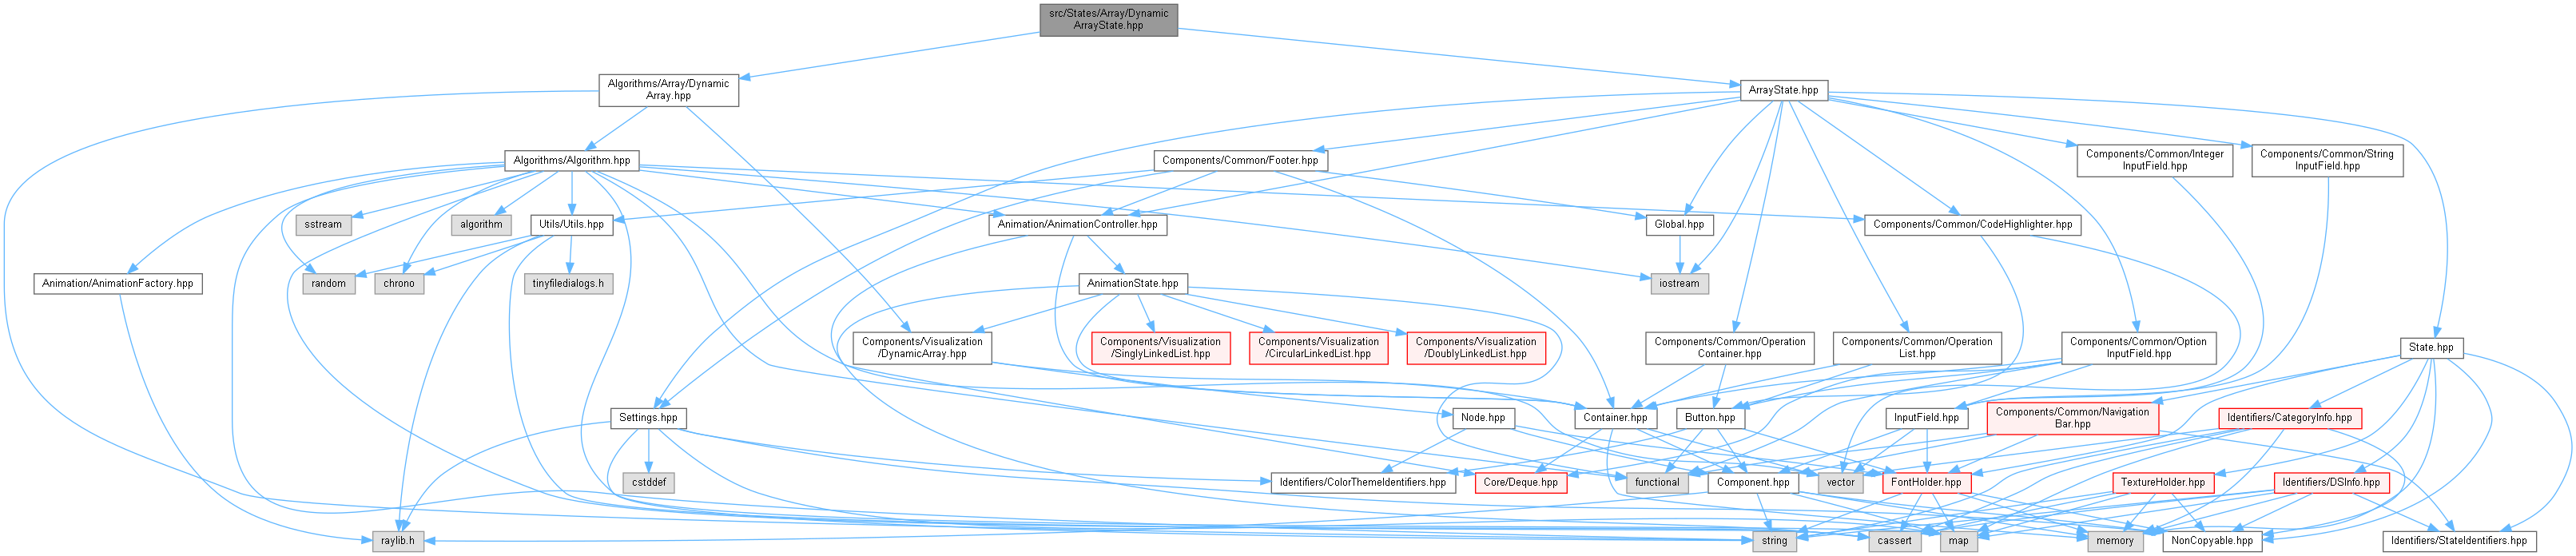 src/States/Array/Dynamic
ArrayState.hpp
Algorithms/Array/Dynamic
Array.hpp
ArrayState.hpp
Algorithms/Algorithm.hpp
Components/Common/Footer.hpp
Components/Common/Integer
InputField.hpp
Components/Common/String
InputField.hpp
sstream
algorithm
Utils/Utils.hpp
Animation/AnimationController.hpp
Global.hpp
Components/Common/CodeHighlighter.hpp
Animation/AnimationFactory.hpp
random
chrono
tinyfiledialogs.h
AnimationState.hpp
iostream
Components/Visualization
/DynamicArray.hpp
Components/Visualization
/SinglyLinkedList.hpp
Components/Visualization
/CircularLinkedList.hpp
Components/Visualization
/DoublyLinkedList.hpp
Components/Common/Operation
Container.hpp
Components/Common/Operation
List.hpp
Components/Common/Option
InputField.hpp
State.hpp
Settings.hpp
Node.hpp
Container.hpp
Button.hpp
InputField.hpp
Components/Common/Navigation
Bar.hpp
Identifiers/CategoryInfo.hpp
cstddef
Identifiers/ColorThemeIdentifiers.hpp
Core/Deque.hpp
functional
Component.hpp
vector
FontHolder.hpp
TextureHolder.hpp
Identifiers/DSInfo.hpp
raylib.h
string
cassert
map
memory
NonCopyable.hpp
Identifiers/StateIdentifiers.hpp